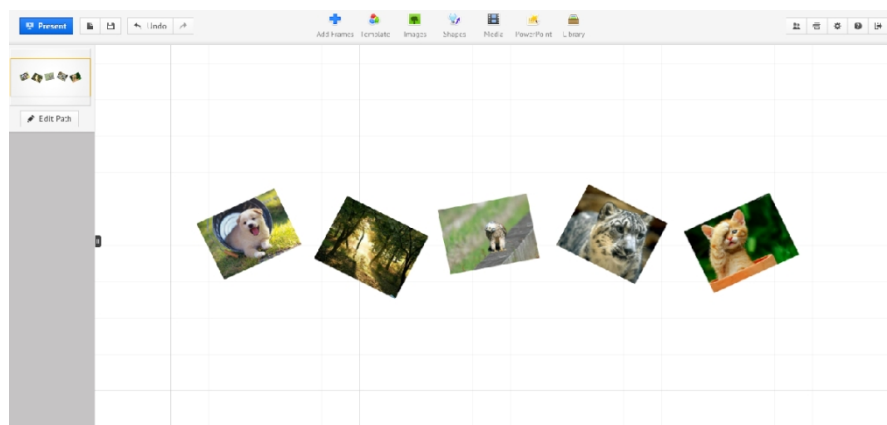 Present
Undo
Add Frames
Template
Images
Shapes
Media
PowerPoint
Library
Edit Path